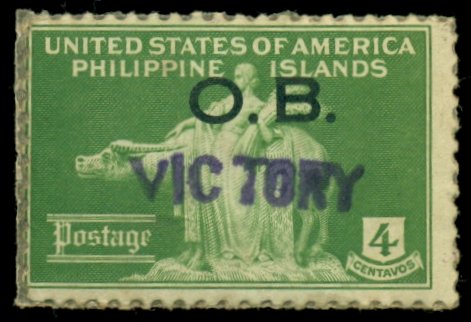 UNITED STATES OF AMERICA
PHILIPPINE ISLANDS
O.B.
VICTORY
Postage
4
CENTAVOS